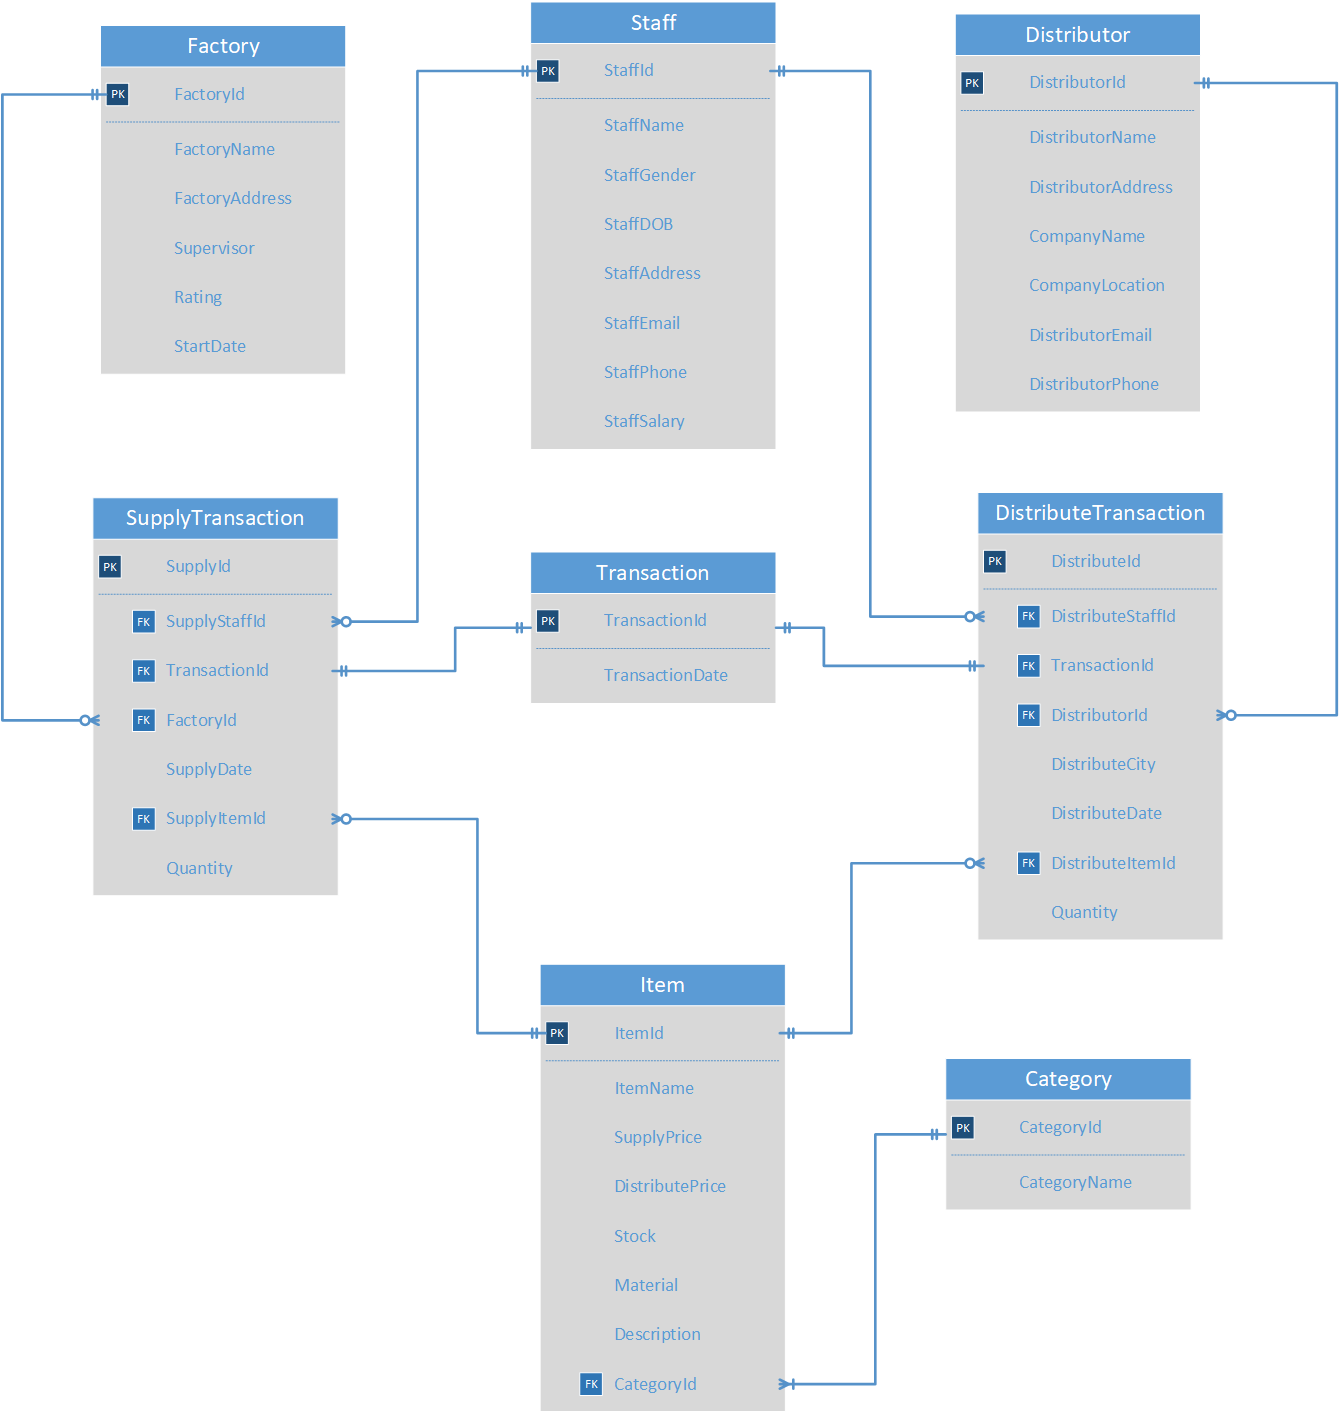 Factory
PK FactoryId
FactoryName
FactoryAddress
Supervisor
Rating
StartDate
Staff
PK StaffId
StaffName
StaffGender
StaffDOB
StaffAddress
StaffEmail
StaffPhone
StaffSalary
Distributor
PK DistributorId
DistributorName
DistributorAddress
CompanyName
CompanyLocation
DistributorEmail
DistributorPhone
SupplyTransaction
PK SupplyId
FK SupplyStaffId
FK TransactionId
FK FactoryId
SupplyDate
FK SupplyItemId
Quantity
Transaction
PK TransactionId
TransactionDate
DistributeTransaction
PK DistributeId
FK DistributeStaffId
FK TransactionId
FK DistributorId
DistributeCity
DistributeDate
FK DistributeItemId
Quantity
Item
PK ItemId
ItemName
SupplyPrice
DistributePrice
Stock
Material
Description
FK CategoryId
Category
PK CategoryId
CategoryName